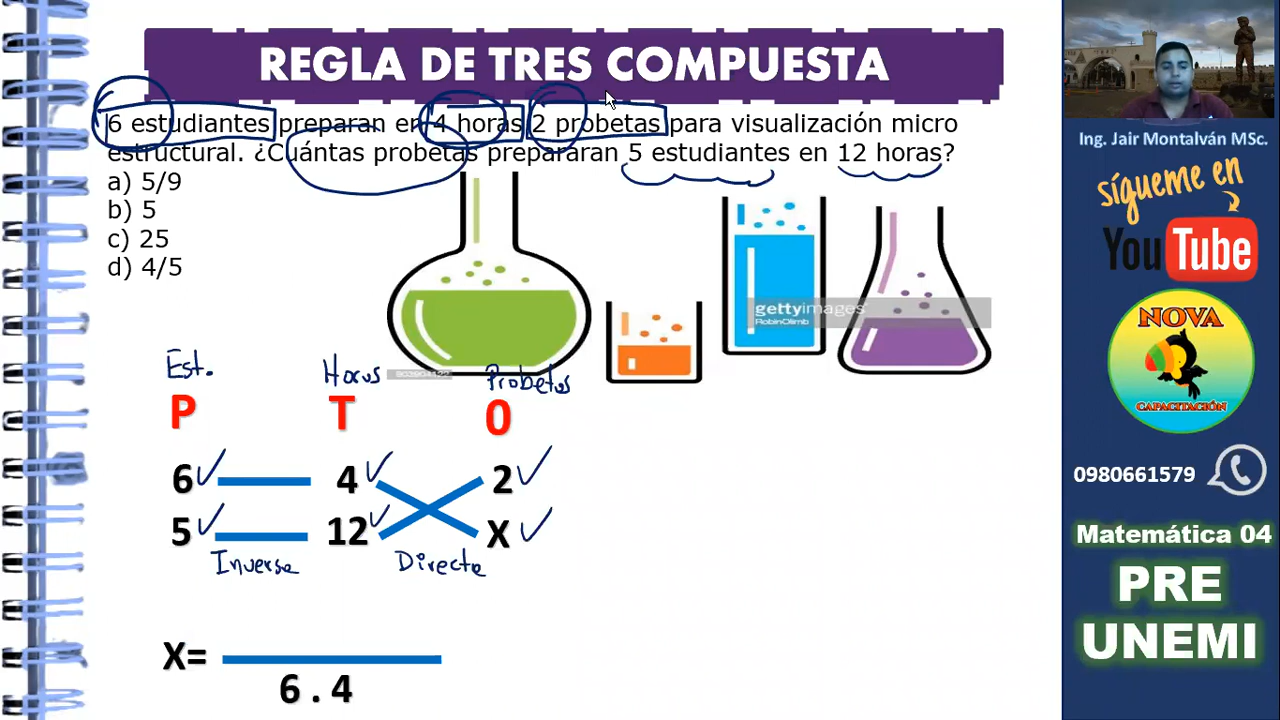 REGLA DE TRES COMPUESTA
6 estudiantes preparan en 4 horas 2 probetas para visualización micro
estructural. ¿Cuántas probetas prepararan 5 estudiantes en 12 horas?
a) 5/9
b) 5
c) 25
d) 4/5
gettyimages
RobinOlimb
Est. Horas Probetas
P T O
6 4 2
5 12 X
Inversa Directa
X=
6 . 4
Ing. Jair Montalván MSc.
sígueme en
YouTube
NOVA
CAPACITACIÓN
0980661579
Matemática 04
PRE
UNEMI